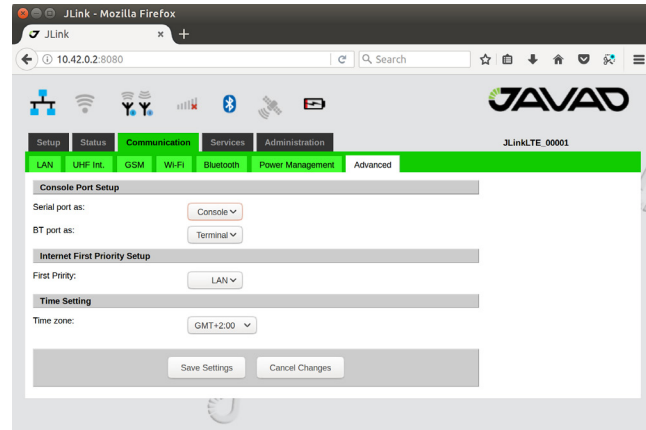 JLink - Mozilla Firefox
JLink × +
10.42.0.2:8080 Search
JAVAD
Setup Status Communication Services Administration JLinkLTE_00001
LAN UHF Int. GSM Wi-Fi Bluetooth Power Management Advanced
Console Port Setup
Serial port as: Console
BT port as: Terminal
Internet First Priority Setup
First Pririty: LAN
Time Setting
Time zone: GMT+2:00
Save Settings Cancel Changes